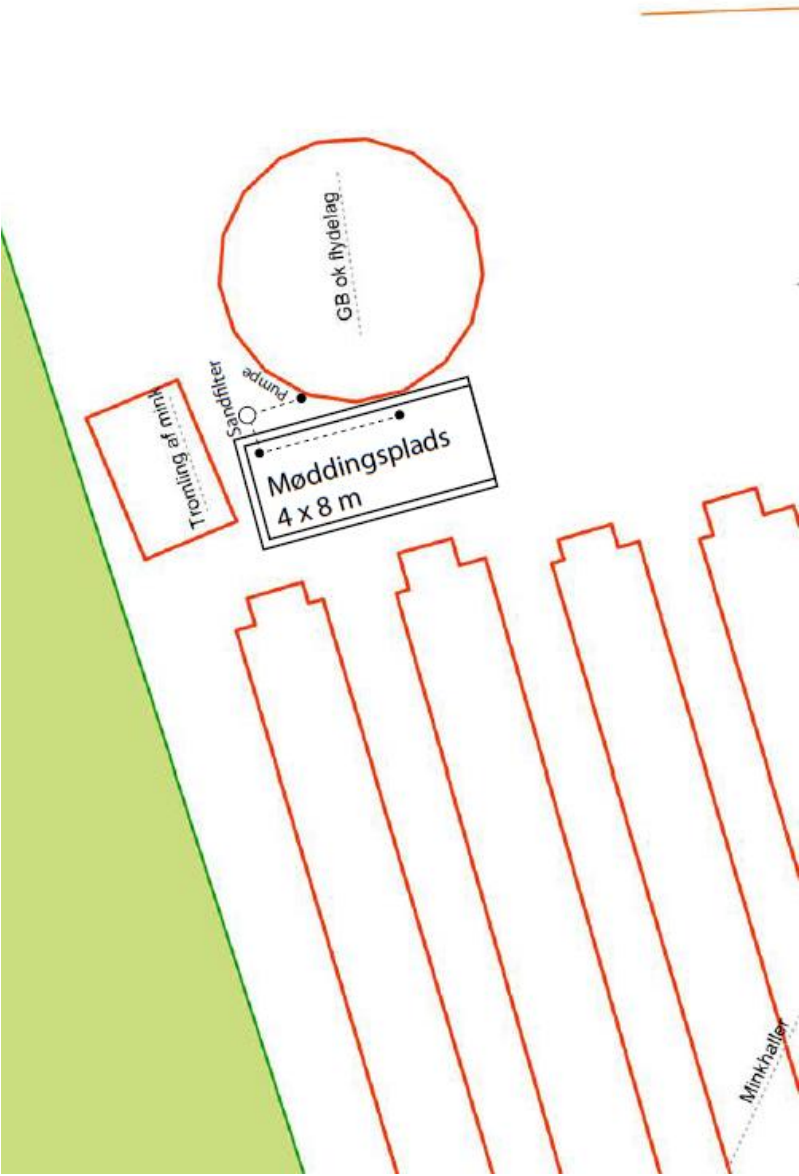 GB ok flydelag
Sandfilter
Pumpe
Tromling af mink
Møddingsplads
4 x 8 m
Minkhaller